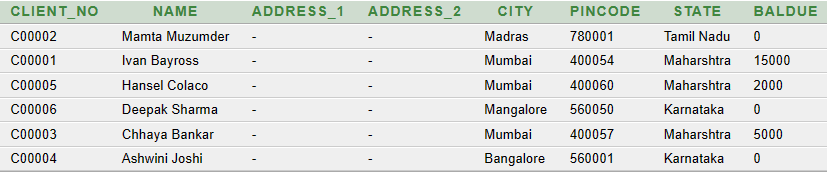 CLIENT_NO NAME ADDRESS_1 ADDRESS_2 CITY PINCODE STATE BALDUE
C00002 Mamta Muzumder - - Madras 780001 Tamil Nadu 0
C00001 Ivan Bayross - - Mumbai 400054 Maharshtra 15000
C00005 Hansel Colaco - - Mumbai 400060 Maharshtra 2000
C00006 Deepak Sharma - - Mangalore 560050 Karnataka 0
C00003 Chhaya Bankar - - Mumbai 400057 Maharshtra 5000
C00004 Ashwini Joshi - - Bangalore 560001 Karnataka 0